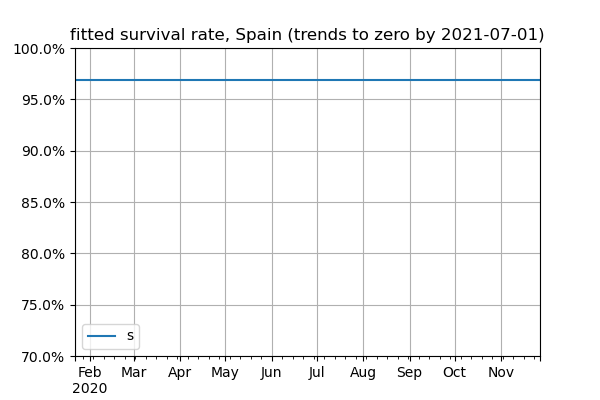 fitted survival rate, Spain (trends to zero by 2021-07-01)
100.0%
95.0%
90.0%
85.0%
80.0%
75.0%
70.0%
s
Feb Mar Apr May Jun Jul Aug Sep Oct Nov
2020